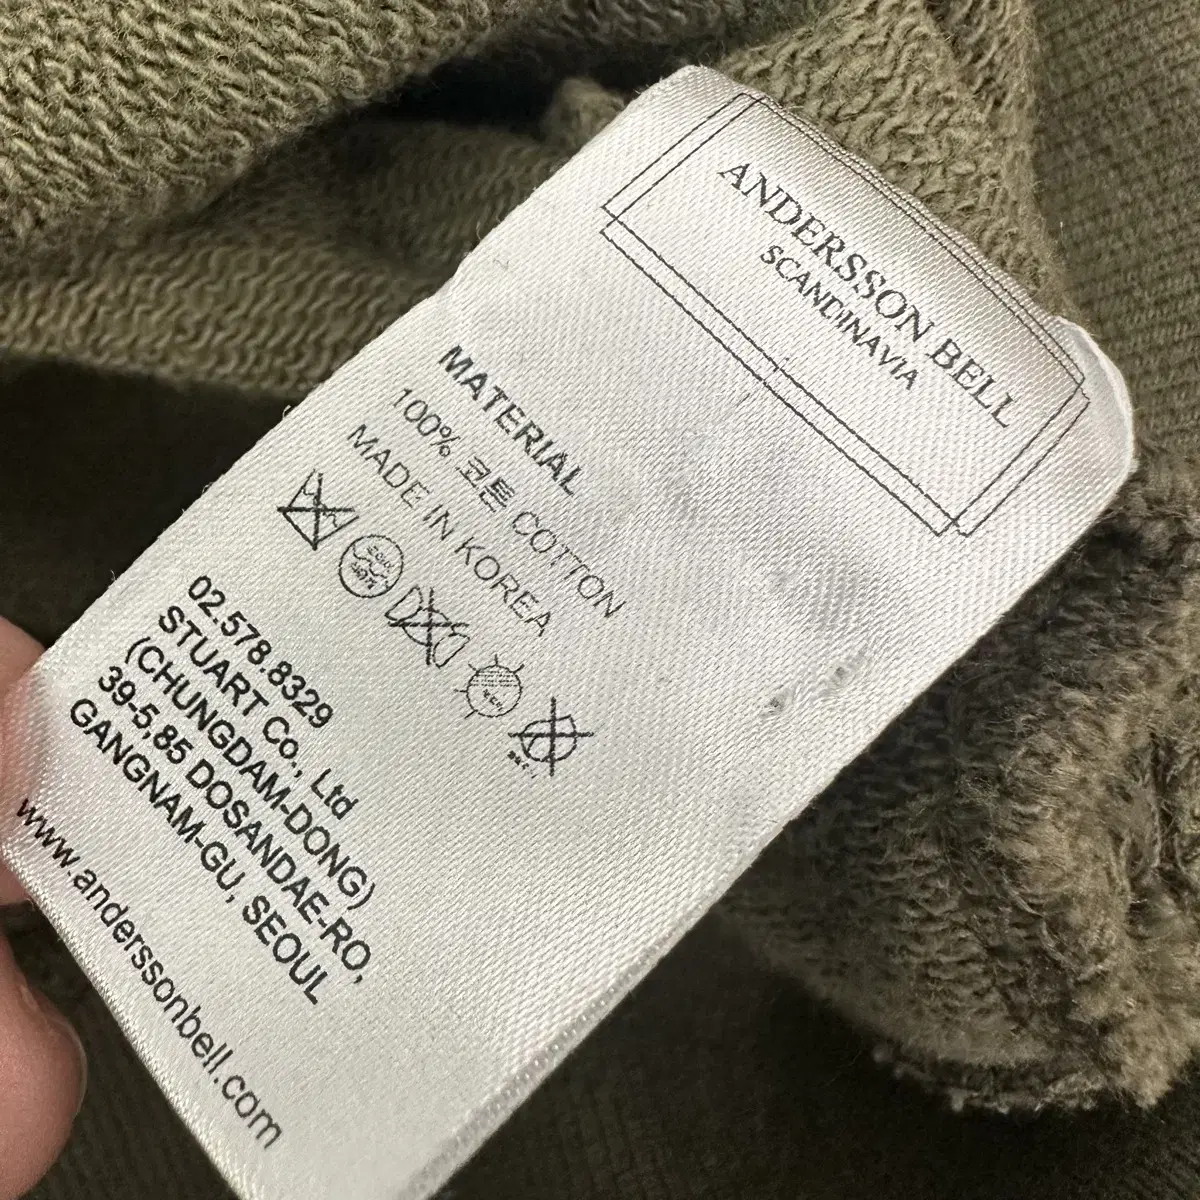 ANDERSSON BELL
SCANDINAVIA
MATERIAL
100% 코튼 COTTON
MADE IN KOREA
02.578.8329
STUART Co., Ltd
(CHUNGDAM-DONG)
39-5,85 DOSANDAE-RO,
GANGNAM-GU, SEOUL
www.anderssonbell.com